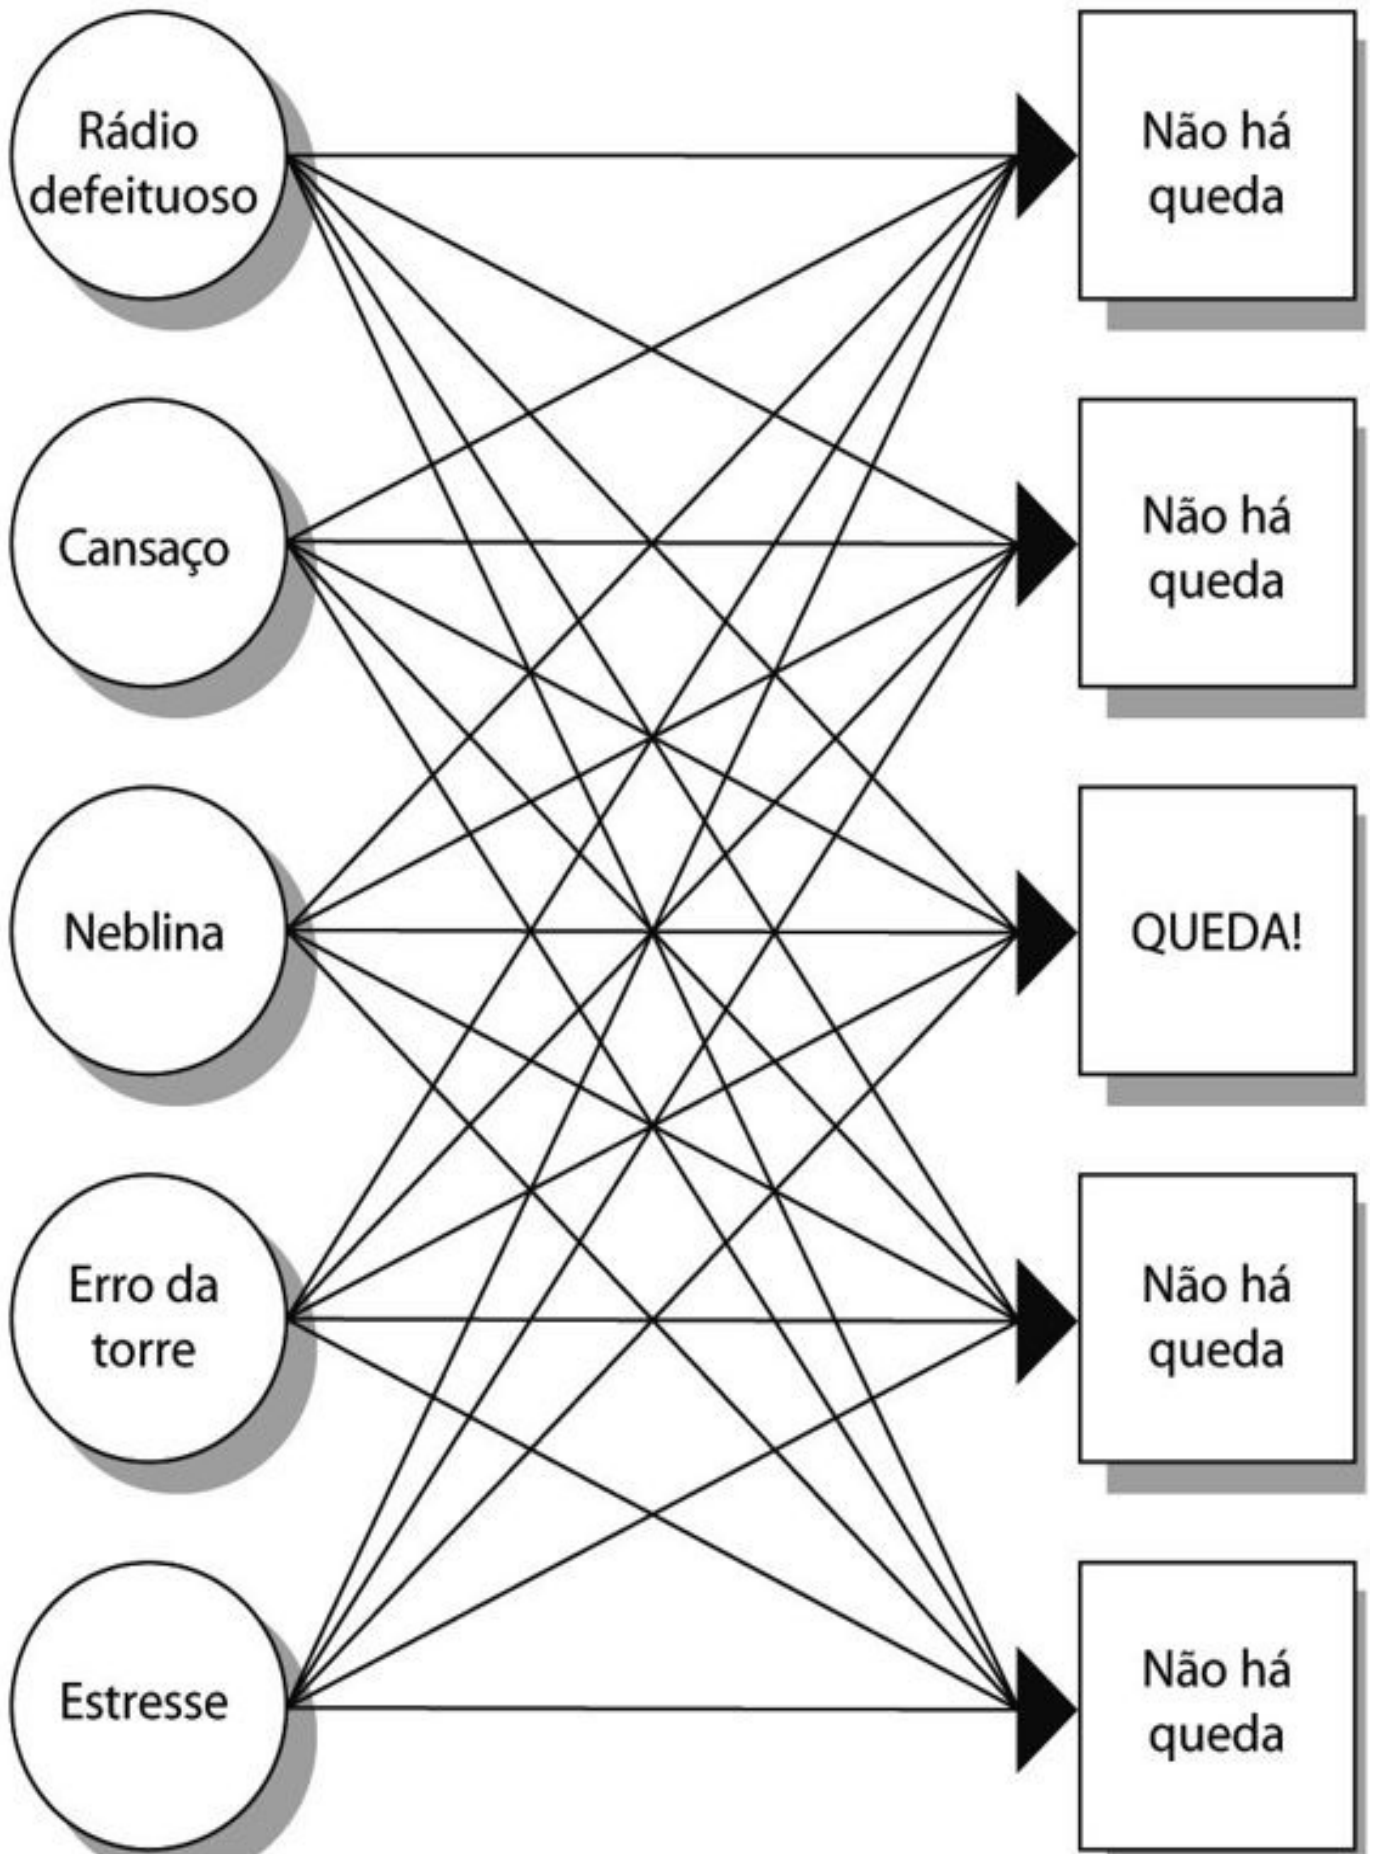 Rádio
defeituoso
Não há
queda
Cansaço
Não há
queda
Neblina
QUEDA!
Erro da
torre
Não há
queda
Estresse
Não há
queda